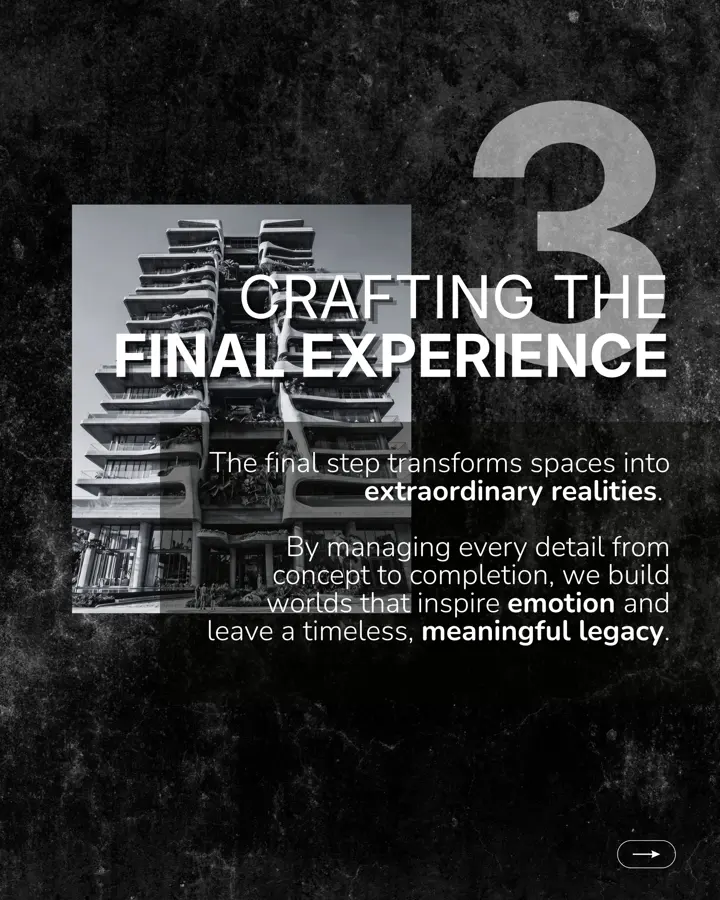 3
CRAFTING THE
FINAL EXPERIENCE
The final step transforms spaces into
extraordinary realities.
By managing every detail from
concept to completion, we build
worlds that inspire emotion and
leave a timeless, meaningful legacy.